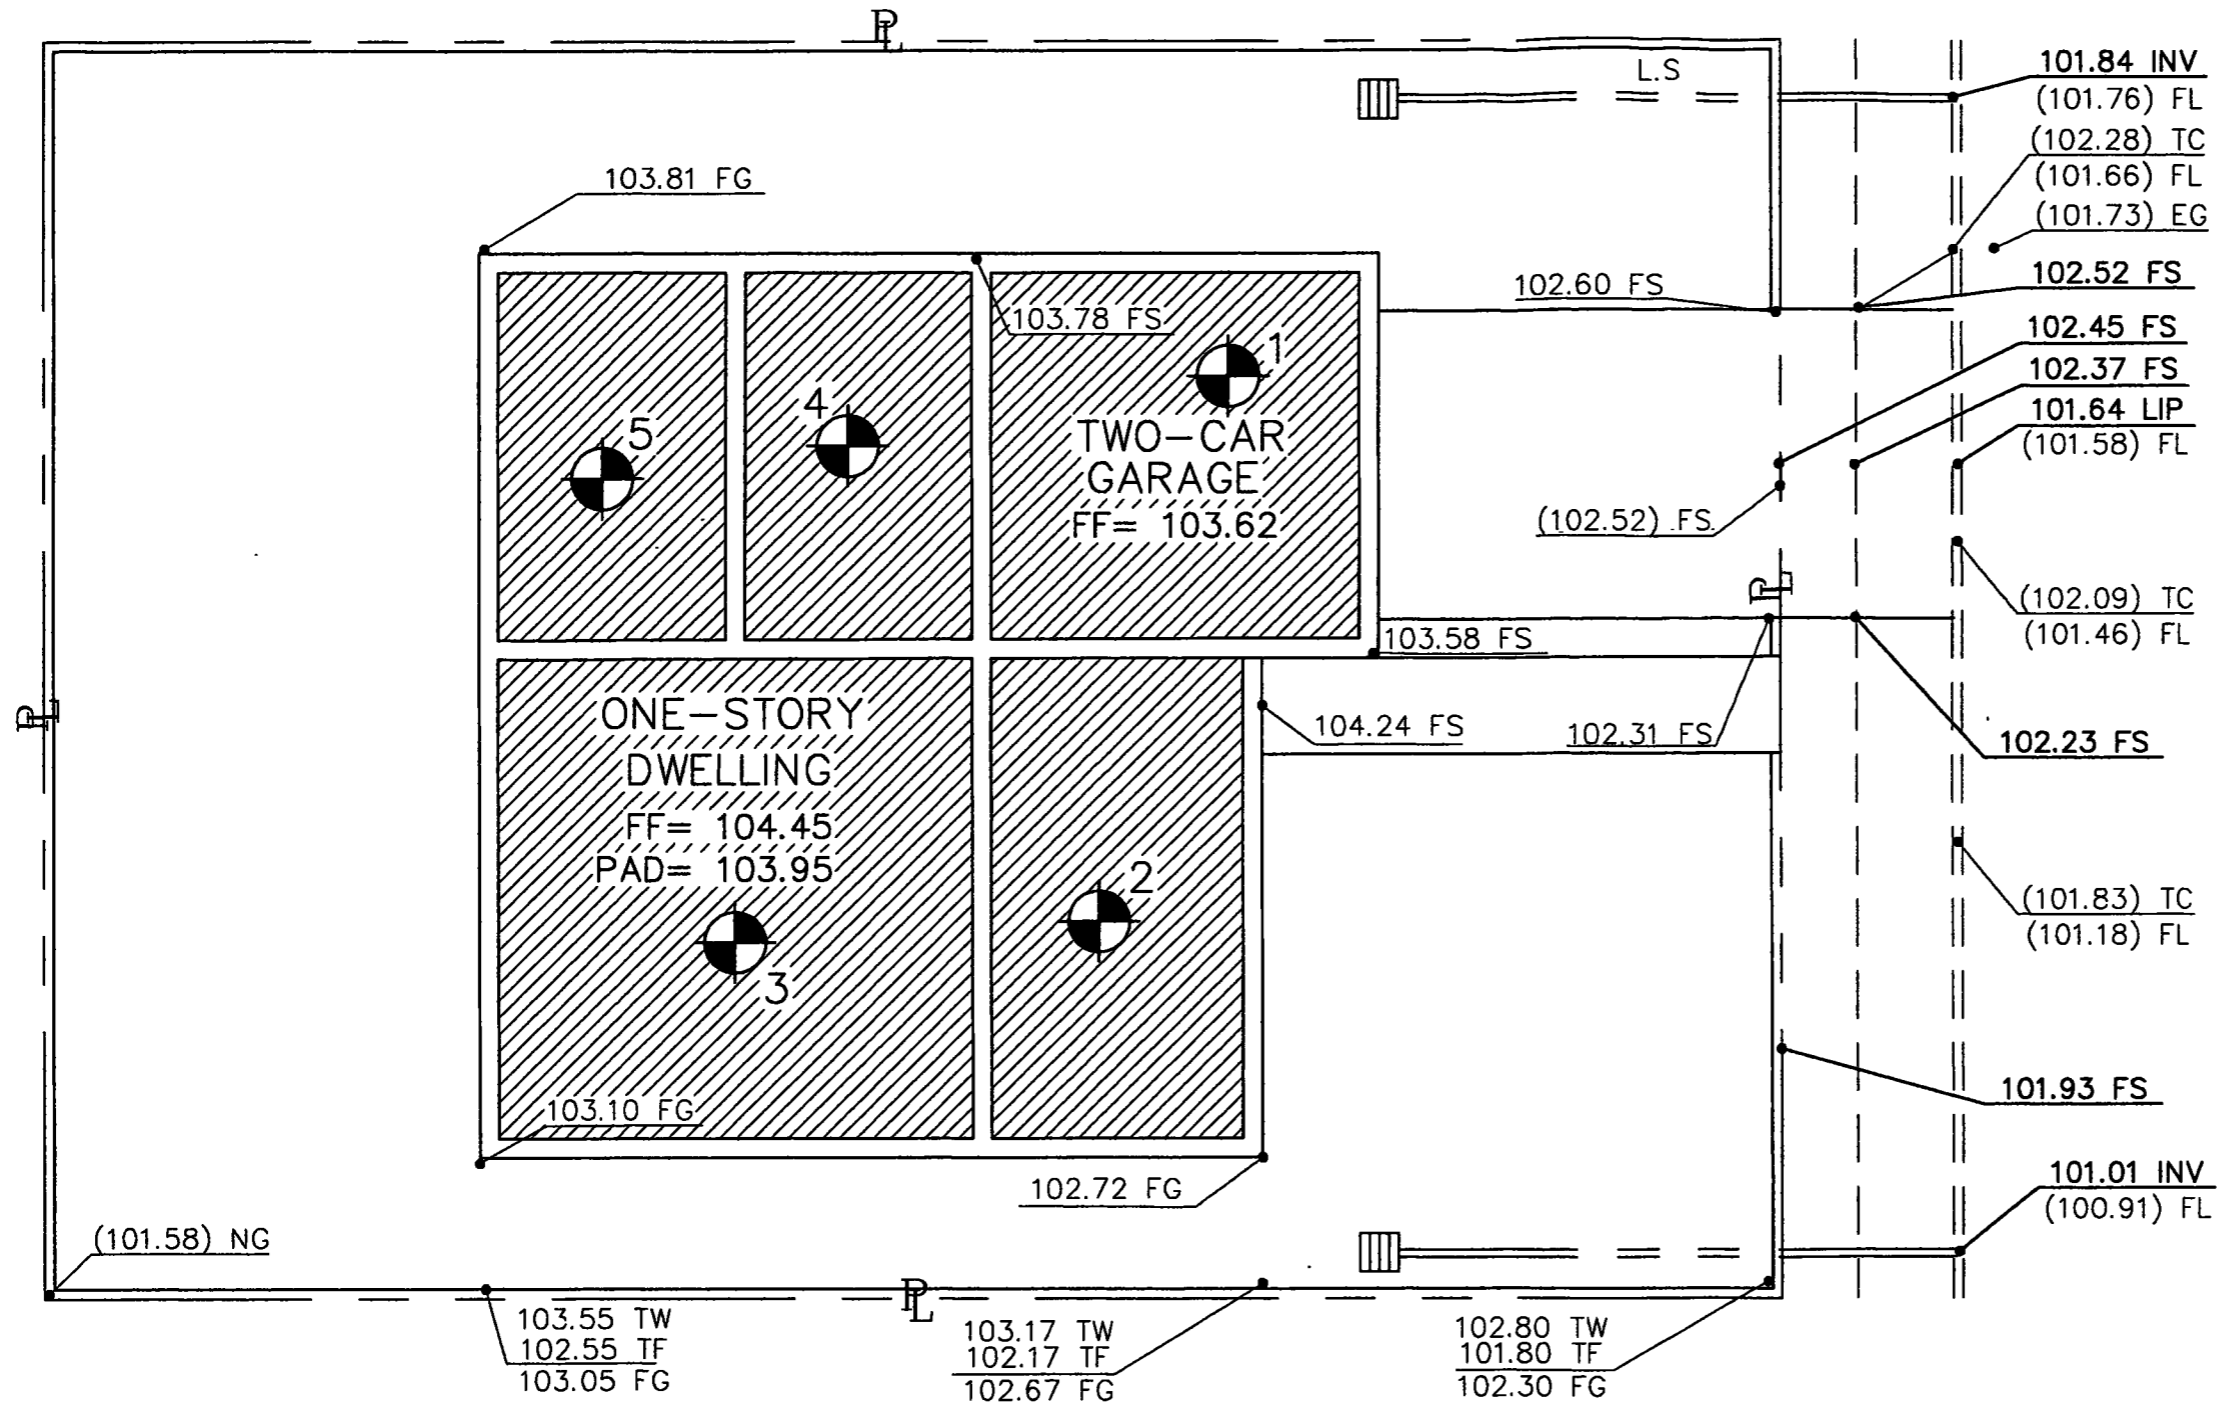 PL
L.S
101.84 INV
(101.76) FL
(102.28) TC
(101.66) FL
(101.73) EG
102.52 FS
102.45 FS
102.37 FS
101.64 LIP
(101.58) FL
103.81 FG
102.60 FS
103.78 FS
1
4
5
TWO-CAR
GARAGE
FF= 103.62
(102.52) FS
PL
(102.09) TC
(101.46) FL
103.58 FS
PL
ONE-STORY
DWELLING
FF= 104.45
PAD= 103.95
104.24 FS
102.31 FS
102.23 FS
2
3
(101.83) TC
(101.18) FL
103.10 FG
101.93 FS
102.72 FG
101.01 INV
(100.91) FL
(101.58) NG
PL
103.55 TW
102.55 TF
103.05 FG
103.17 TW
102.17 TF
102.67 FG
102.80 TW
101.80 TF
102.30 FG